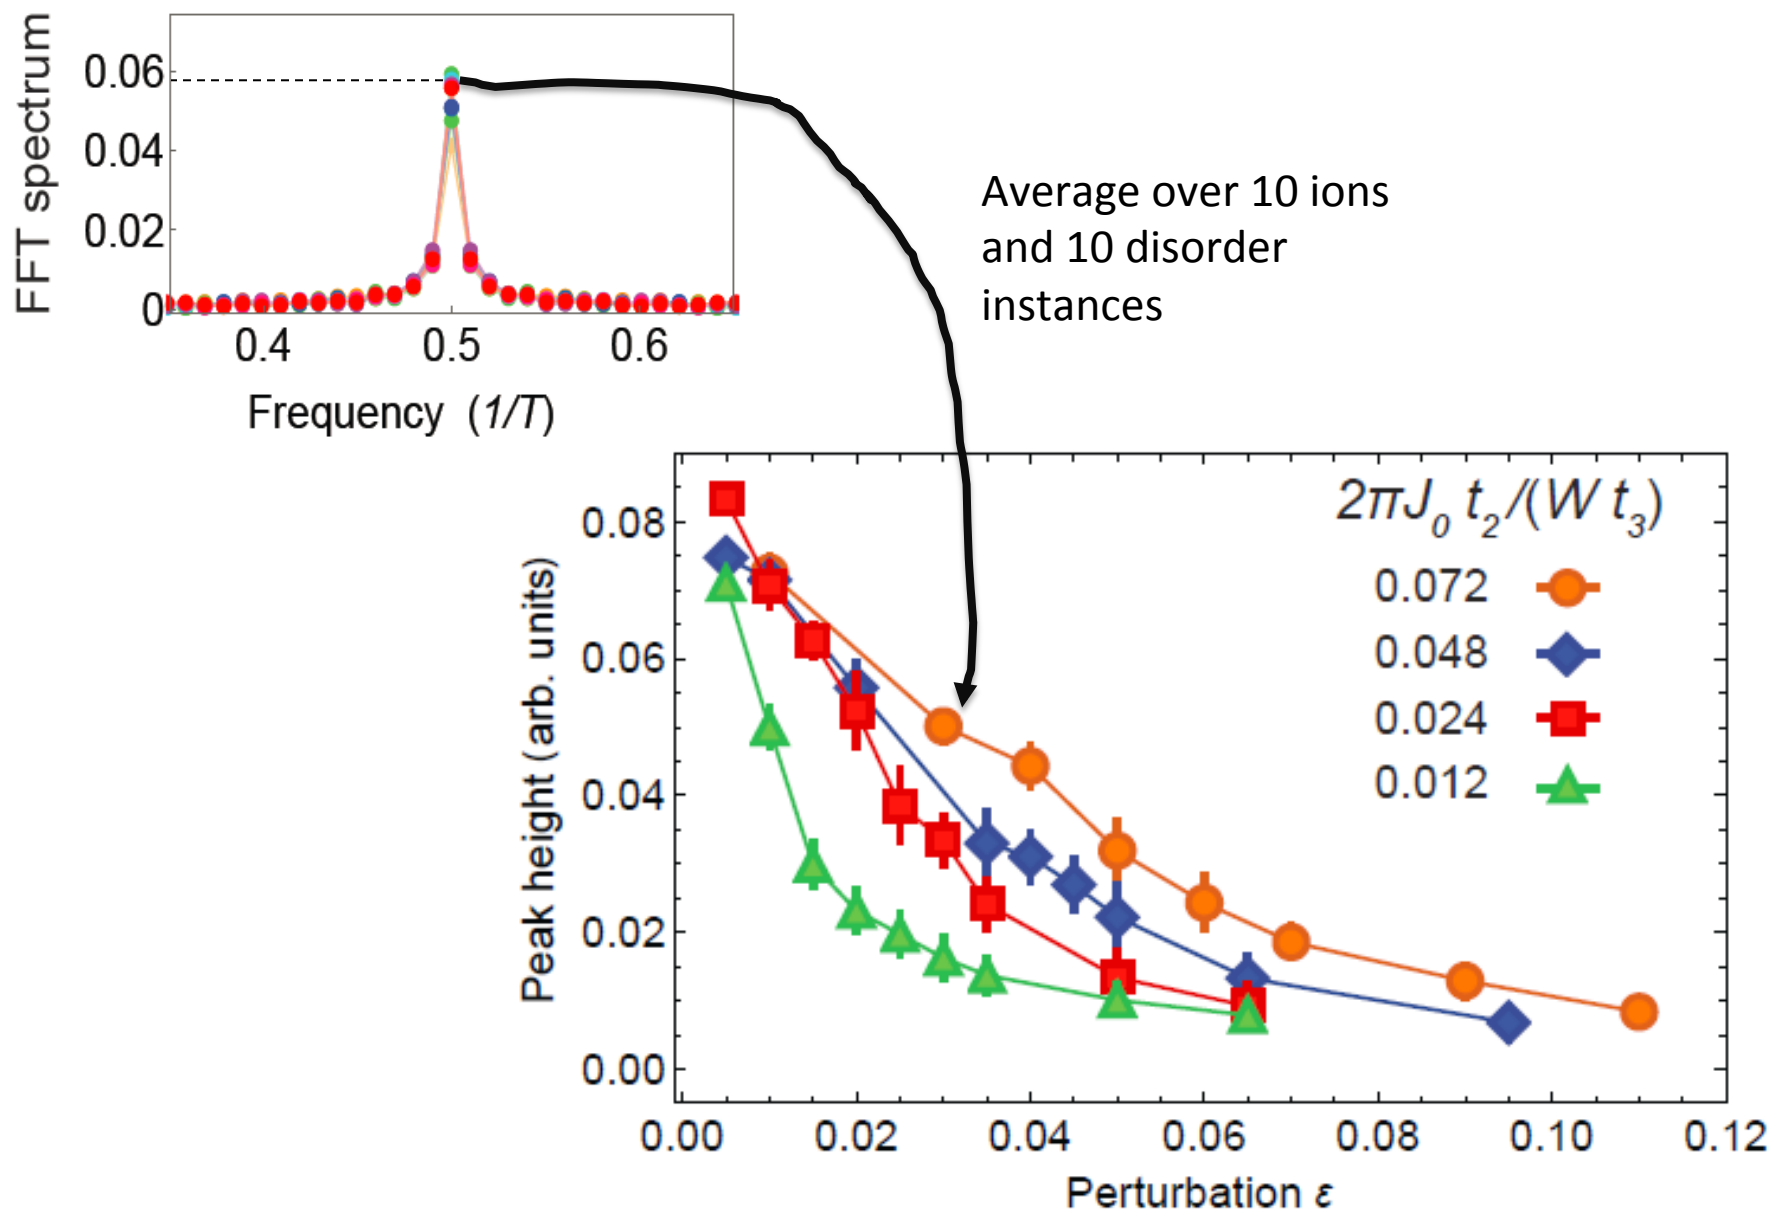 FFT spectrum
0.06
0.04
0.02
0
0.4 0.5 0.6
Frequency (1/T)
Average over 10 ions
and 10 disorder
instances
2πJ₀ t₂/(W t₃)
0.072
0.048
0.024
0.012
Peak height (arb. units)
0.08
0.06
0.04
0.02
0.00
0.00 0.02 0.04 0.06 0.08 0.10 0.12
Perturbation ε